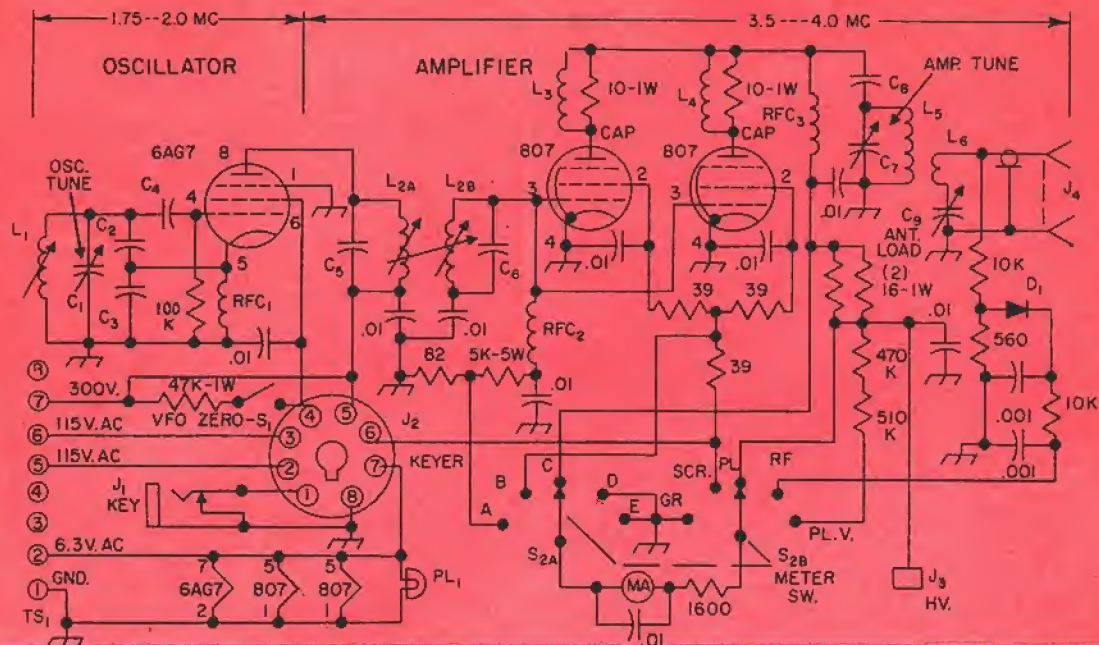 1.75--2.0 MC
3.5---4.0 MC
OSCILLATOR
AMPLIFIER
AMP. TUNE
L3
10-1W
L4
10-1W
RFC3
C8
L5
CAP
CAP
6AG7
8
1
807
807
C7
L6
OSC.
TUNE
C4
4
6
L2A
L2B
3
2
3
2
.01
J4
L1
C2
5
C5
C6
4
.01
4
.01
C9
ANT.
LOAD
C1
C3
100
K
RFC1
.01
.01
.01
39
39
(2)
16-1W
10K
D1
RFC2
.01
560
82
5K-5W
.01
39
470
K
510
K
.001
10K
.001
8
7
300V.
47K-1W
VFO ZERO-S1
4
5
J2
6
115V.AC
3
6
KEYER
5
115V.AC
2
7
4
J1
KEY
1
8
3
B
C
D
SCR.
PL
RF
A
E
GR
PL.V.
2
6.3V.AC
7
5
5
S2A
S2B
METER
SW.
6AG7
807
807
PL1
MA
1600
J3
HV.
1
GND.
2
1
1
TS1
.01